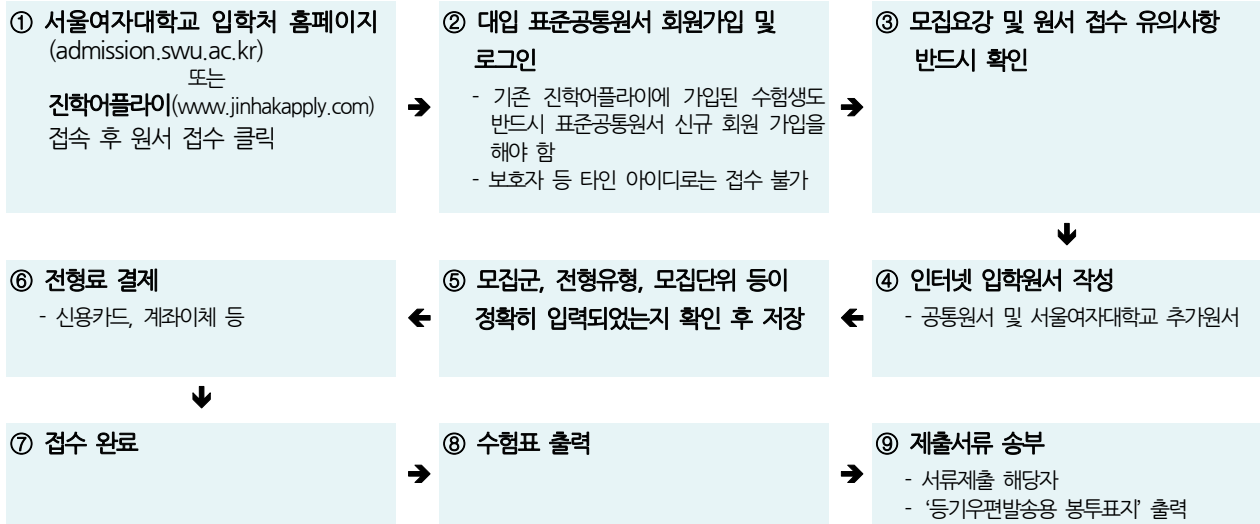 ① 서울여자대학교 입학처 홈페이지
(admission.swu.ac.kr)
또는
진학어플라이(www.jinhakapply.com)
접속 후 원서 접수 클릭
➔
② 대입 표준공통원서 회원가입 및
로그인
- 기존 진학어플라이에 가입된 수험생도
반드시 표준공통원서 신규 회원 가입을
해야 함
- 보호자 등 타인 아이디로는 접수 불가
➔
③ 모집요강 및 원서 접수 유의사항
반드시 확인
🡻
④ 인터넷 입학원서 작성
- 공통원서 및 서울여자대학교 추가원서
🡸
⑤ 모집군, 전형유형, 모집단위 등이
정확히 입력되었는지 확인 후 저장
🡸
⑥ 전형료 결제
- 신용카드, 계좌이체 등
🡻
⑦ 접수 완료
➔
⑧ 수험표 출력
➔
⑨ 제출서류 송부
- 서류제출 해당자
- ‘등기우편발송용 봉투표지’ 출력